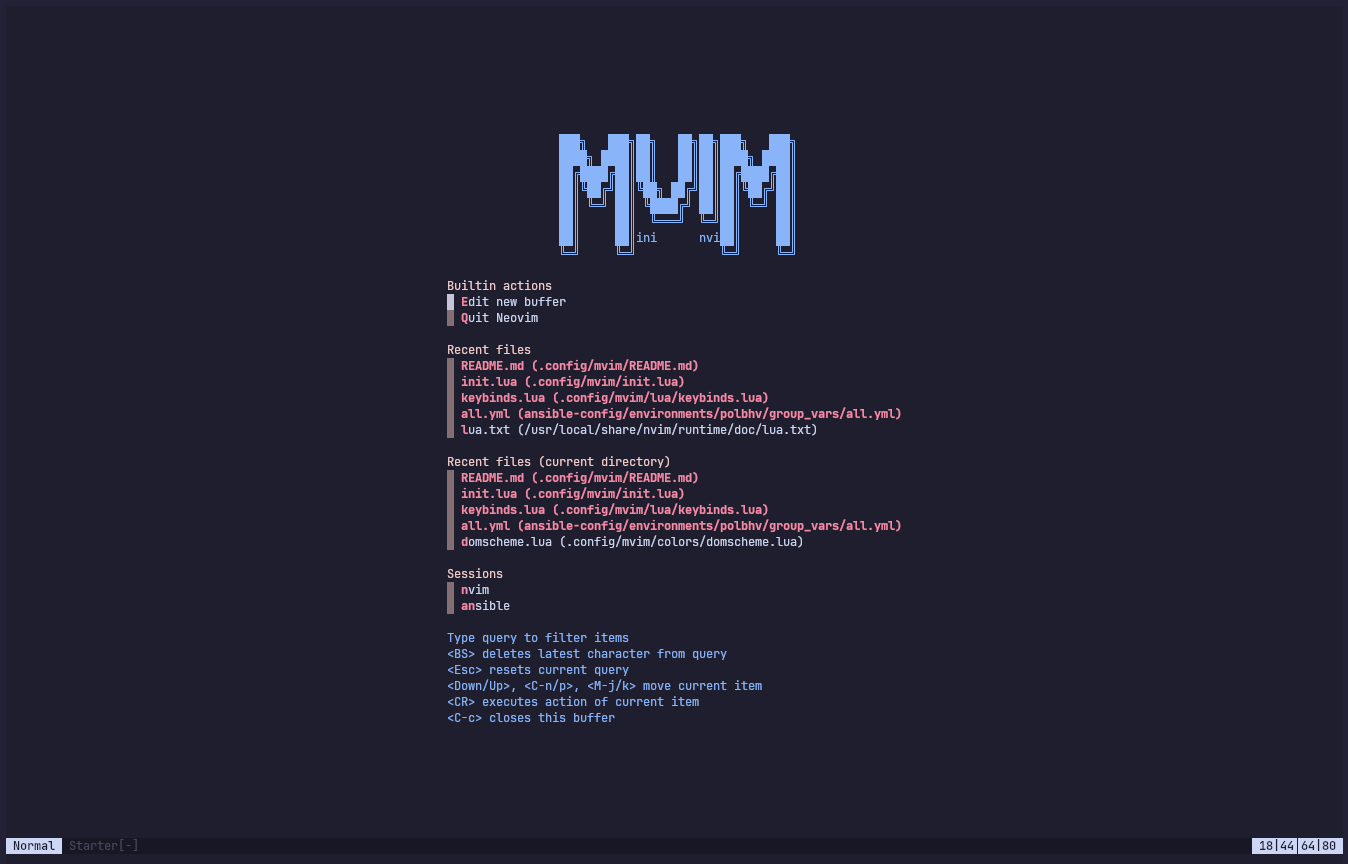 MVIM
ini nvi
Builtin actions
Edit new buffer
Quit Neovim
Recent files
README.md (.config/mvim/README.md)
init.lua (.config/mvim/init.lua)
keybinds.lua (.config/mvim/lua/keybinds.lua)
all.yml (ansible-config/environments/polbhv/group_vars/all.yml)
lua.txt (/usr/local/share/nvim/runtime/doc/lua.txt)
Recent files (current directory)
README.md (.config/mvim/README.md)
init.lua (.config/mvim/init.lua)
keybinds.lua (.config/mvim/lua/keybinds.lua)
all.yml (ansible-config/environments/polbhv/group_vars/all.yml)
domscheme.lua (.config/mvim/colors/domscheme.lua)
Sessions
nvim
ansible
Type query to filter items
<BS> deletes latest character from query
<Esc> resets current query
<Down/Up>, <C-n/p>, <M-j/k> move current item
<CR> executes action of current item
<C-c> closes this buffer
Normal Starter[-] 18|44|64|80